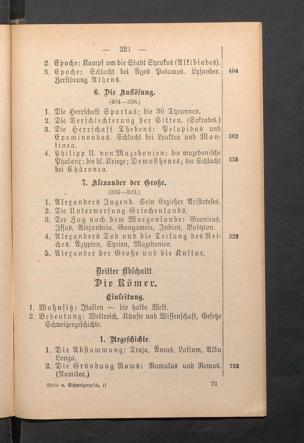 — 321 —
2. Epoche: Kampf um die Stadt Syrakus (Alkibiades).
3. Epoche: Schlacht bei Ägos Potamos. Lysander. 404
Zerstörung Athens.
6. Die Auflösung.
(404—338.)
1. Die Herrschaft Spartas; die 30 Tyrannen.
2. Die Verschlechterung der Sitten. (Sokrates.)
3. Die Herrschaft Thebens: Pelopidas und
Epaminondas. Schlacht bei Leuktra und Man- 362
tinea.
4. Philipp II. von Mazedonien: die mazedonische
Phalanx; die hl. Kriege; Demosthenes; die Schlacht 338
bei Chäronea.
7. Alexander der Große.
(336—323.)
1. Alexanders Jugend. Sein Erzieher Aristoteles.
2. Die Unterwerfung Griechenlands.
3. Der Zug nach dem Morgenlande: Granicus,
Issus, Alexandria, Gaugamela, Indien, Babylon.
4. Alexanders Tod und die Teilung des Rei- 323
ches. Ägypten, Syrien, Mazedonien.
5. Alexander der Große und die Kultur.
Dritter Abschnitt.
Die Römer.
Einleitung.
1. Wohnsitz: Italien — die halbe Welt.
2. Bedeutung: Weltreich, Künste und Wissenschaft, Gesetze
Schweizergeschichte.
1. Urgeschichte.
1. Die Abstammung: Troja, Äneas, Latium, Alba
Longa.
2. Die Gründung Roms: Romulus und Remus. 753
(Numitor.)
Welt- u. Schweizergesch. II 21